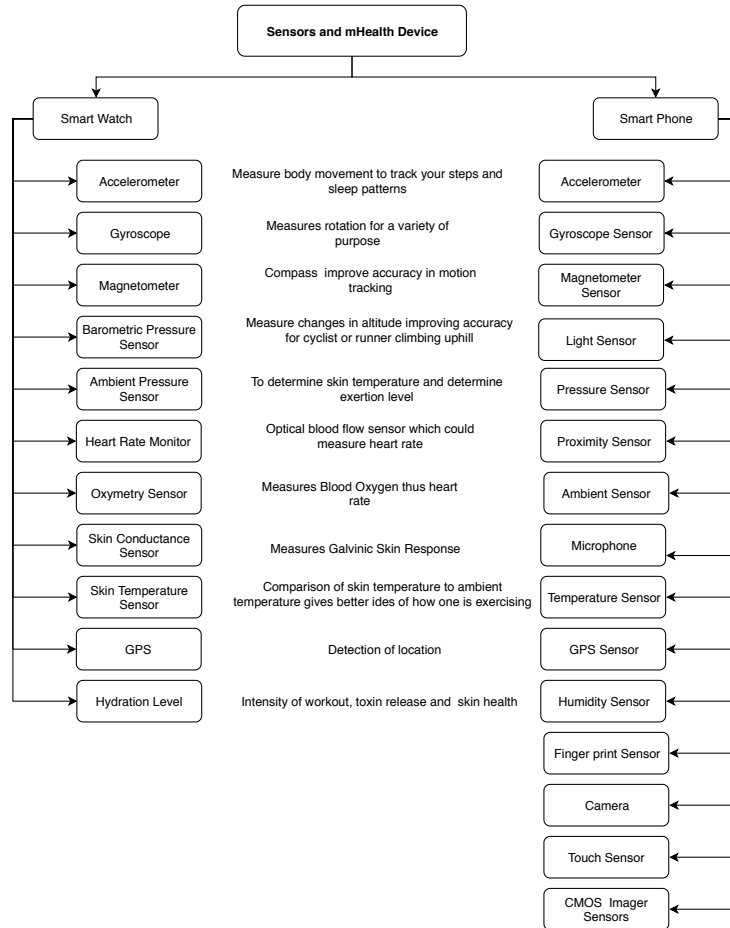 Sensors and mHealth Device
Smart Watch
Smart Phone
Accelerometer
Measure body movement to track your steps and
sleep patterns
Accelerometer
Gyroscope
Measures rotation for a variety of
purpose
Gyroscope Sensor
Magnetometer
Compass improve accuracy in motion
tracking
Magnetometer
Sensor
Barometric Pressure
Sensor
Measure changes in altitude improving accuracy
for cyclist or runner climbing uphill
Light Sensor
Ambient Pressure
Sensor
To determine skin temperature and determine
exertion level
Pressure Sensor
Heart Rate Monitor
Optical blood flow sensor which could
measure heart rate
Proximity Sensor
Oxymetry Sensor
Measures Blood Oxygen thus heart
rate
Ambient Sensor
Skin Conductance
Sensor
Measures Galvinic Skin Response
Microphone
Skin Temperature
Sensor
Comparison of skin temperature to ambient
temperature gives better ides of how one is exercising
Temperature Sensor
GPS
Detection of location
GPS Sensor
Hydration Level
Intensity of workout, toxin release and skin health
Humidity Sensor
Finger print Sensor
Camera
Touch Sensor
CMOS Imager
Sensors